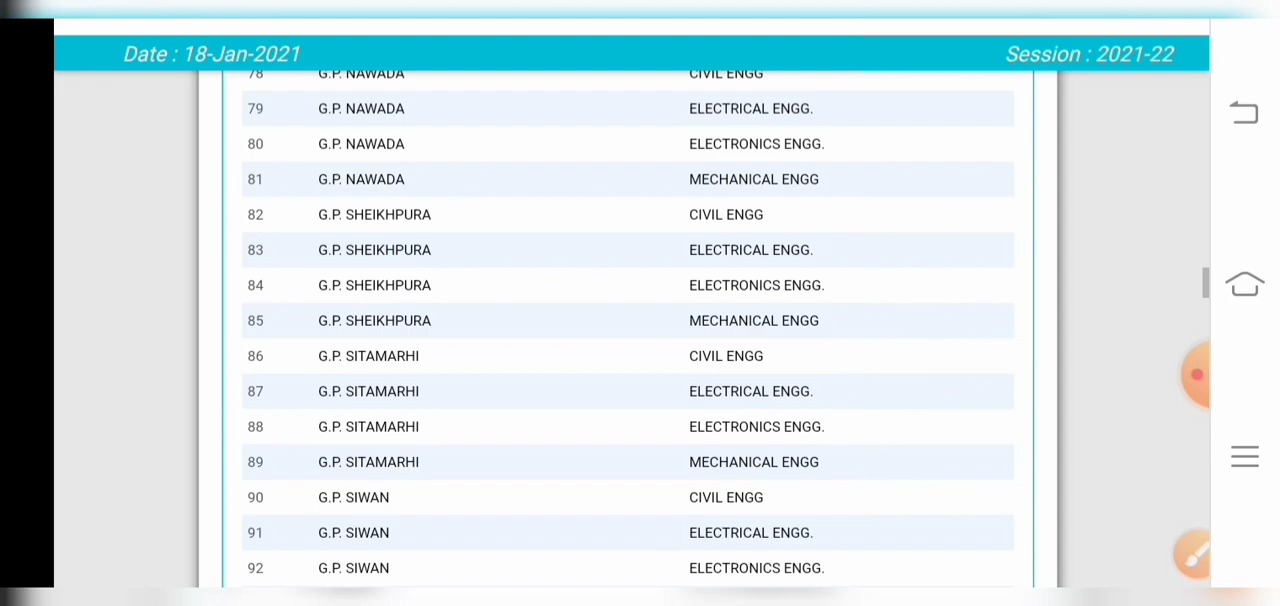 Date : 18-Jan-2021 Session : 2021-22
78 G.P. NAWADA CIVIL ENGG
79 G.P. NAWADA ELECTRICAL ENGG.
80 G.P. NAWADA ELECTRONICS ENGG.
81 G.P. NAWADA MECHANICAL ENGG
82 G.P. SHEIKHPURA CIVIL ENGG
83 G.P. SHEIKHPURA ELECTRICAL ENGG.
84 G.P. SHEIKHPURA ELECTRONICS ENGG.
85 G.P. SHEIKHPURA MECHANICAL ENGG
86 G.P. SITAMARHI CIVIL ENGG
87 G.P. SITAMARHI ELECTRICAL ENGG.
88 G.P. SITAMARHI ELECTRONICS ENGG.
89 G.P. SITAMARHI MECHANICAL ENGG
90 G.P. SIWAN CIVIL ENGG
91 G.P. SIWAN ELECTRICAL ENGG.
92 G.P. SIWAN ELECTRONICS ENGG.